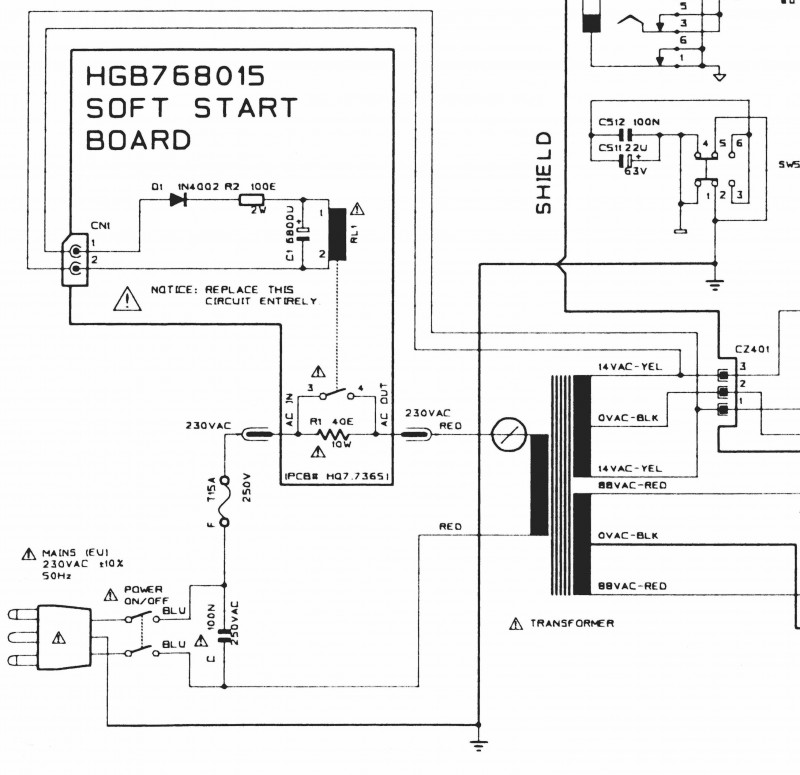 5
3
6
1
HGB768015
SOFT START
BOARD
SHIELD
C512 100N
C511 22U
+
63V
4 5 6
1 2 3
D1 1N4002 R2 100E
2W
CN1
1
2
C1 6800U
+
1
2
RL1
NOTICE: REPLACE THIS
CIRCUIT ENTIRELY.
!
CZ401
3
2
1
14VAC-YEL
0VAC-BLK
14VAC-YEL
88VAC-RED
0VAC-BLK
88VAC-RED
3 4
AC IN
AC OUT
230VAC
R1 40E
10W
230VAC
RED
(PCB# HQ7.7365)
F T15A
250V
RED
MAINS (EU)
230VAC ±10%
50Hz
POWER
ON/OFF
BLU
BLU
C 100N
250VAC
TRANSFORMER